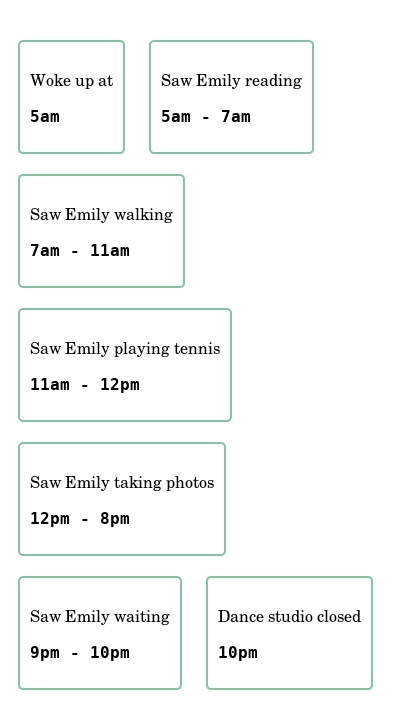 Woke up at
5am
Saw Emily reading
5am - 7am
Saw Emily walking
7am - 11am
Saw Emily playing tennis
11am - 12pm
Saw Emily taking photos
12pm - 8pm
Saw Emily waiting
9pm - 10pm
Dance studio closed
10pm